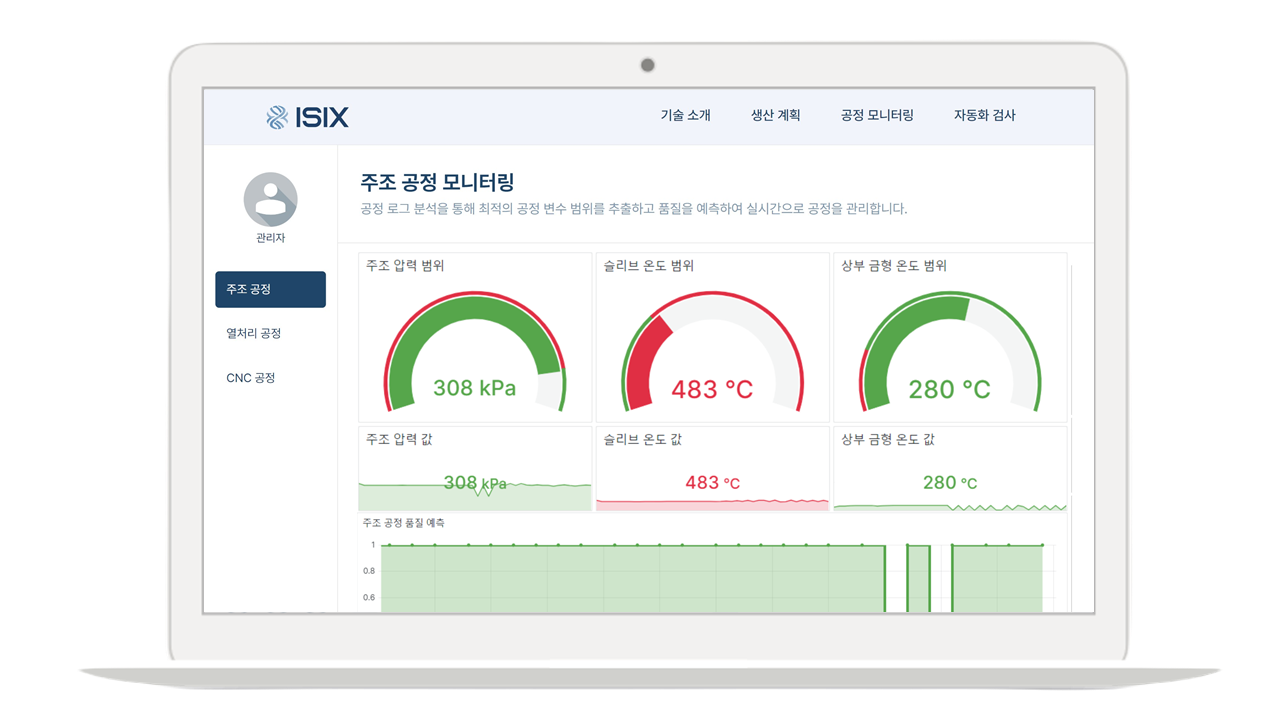 ISIX
기술 소개
생산 계획
공정 모니터링
자동화 검사
관리자
주조 공정
열처리 공정
CNC 공정
주조 공정 모니터링
공정 로그 분석을 통해 최적의 공정 변수 범위를 추출하고 품질을 예측하여 실시간으로 공정을 관리합니다.
주조 압력 범위
308 kPa
슬리브 온도 범위
483 °C
상부 금형 온도 범위
280 °C
주조 압력 값
308 kPa
슬리브 온도 값
483 °C
상부 금형 온도 값
280 °C
주조 공정 품질 예측
1
0.8
0.6